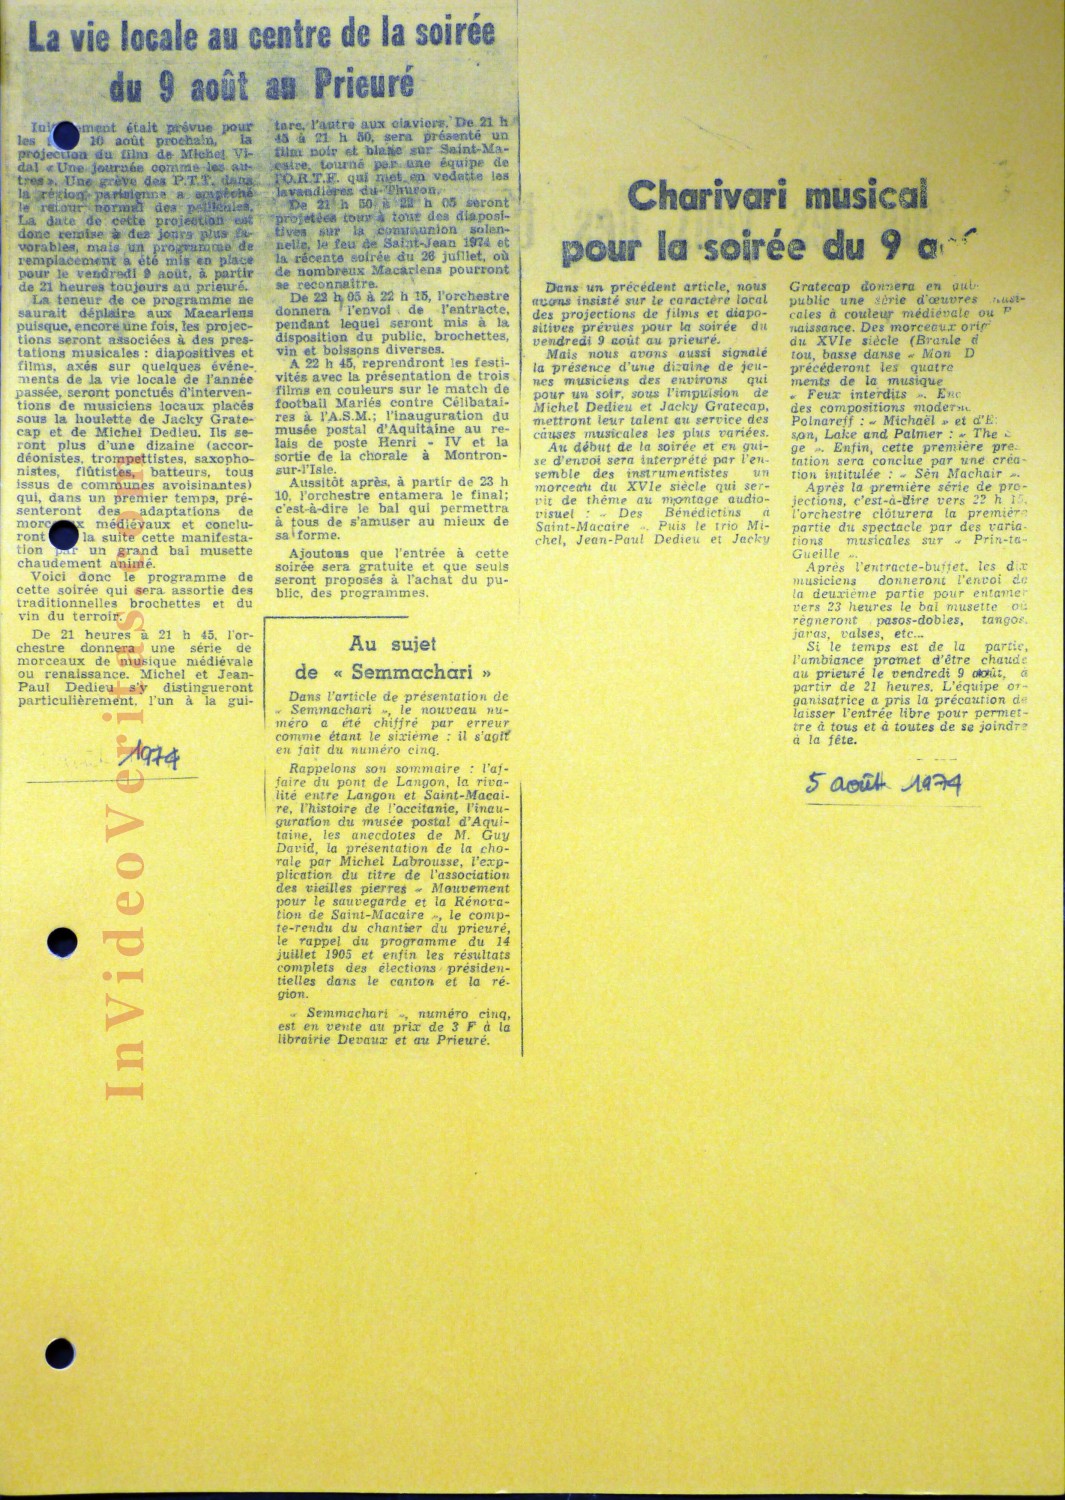 La vie locale au centre de la soirée
du 9 août au Prieuré
était prévue pour
les 10 août prochain, la
projection du film de Michel Vi-
dal « Une journée comme les au-
tres ». Une grève des P.T.T. dans
la région parisienne a empêché
le retour normal des pellicules.
La date de cette projection est
donc remise à des jours plus fa-
vorables, mais un programme de
remplacement a été mis en place
pour le vendredi 9 août, à partir
de 21 heures toujours au prieuré.
La teneur de ce programme ne
saurait déplaire aux Macariens
puisque, encore une fois, les projec-
tions seront associées à des pres-
tations musicales : diapositives et
films, axés sur quelques événe-
ments de la vie locale de l'année
passée, seront ponctués d'interven-
tions de musiciens locaux placés
sous la houlette de Jacky Grate-
cap et de Michel Dedieu. Ils se-
ront plus d'une dizaine (accor-
déonistes, trompettistes, saxopho-
nistes, flûtistes, batteurs, tous
issus de communes avoisinantes)
qui, dans un premier temps, pré-
senteront des adaptations de
morceaux médiévaux et conclu-
ront la suite cette manifesta-
tion par un grand bal musette
chaudement animé.
Voici donc le programme de
cette soirée qui sera assortie des
traditionnelles brochettes et du
vin du terroir.
De 21 heures à 21 h 45, l'or-
chestre donnera une série de
morceaux de musique médiévale
ou renaissance. Michel et Jean-
Paul Dedieu s'y distingueront
particulièrement, l'un à la gui-
1974
tare, l'autre aux claviers. De 21 h
45 à 21 h 50, sera présenté un
film noir et blanc sur Saint-Ma-
caire, tourné par une équipe de
l'O.R.T.F. qui met en vedette les
lavandières du Thuron.
De 21 h 50 à 22 h 05 seront
projetées tour à tour des diaposi-
tives sur la communion solen-
nelle, le feu de Saint-Jean 1974 et
la récente soirée du 26 juillet, où
de nombreux Macariens pourront
se reconnaître.
De 22 h 05 à 22 h 15, l'orchestre
donnera l'envol de l'entracte,
pendant lequel seront mis à la
disposition du public, brochettes,
vin et boissons diverses.
A 22 h 45, reprendront les festi-
vités avec la présentation de trois
films en couleurs sur le match de
football Mariés contre Célibatai-
res à l'A.S.M.; l'inauguration du
musée postal d'Aquitaine au re-
lais de poste Henri - IV et la
sortie de la chorale à Montron-
sur-l'Isle.
Aussitôt après, à partir de 23 h
10, l'orchestre entamera le final;
c'est-à-dire le bal qui permettra
à tous de s'amuser au mieux de
sa forme.
Ajoutons que l'entrée à cette
soirée sera gratuite et que seuls
seront proposés à l'achat du pu-
blic, des programmes.
Au sujet
de « Semmachari »
Dans l'article de présentation de
« Semmachari », le nouveau nu-
méro a été chiffré par erreur
comme étant le sixième : il s'agit
en fait du numéro cinq.
Rappelons son sommaire : l'af-
faire du pont de Langon, la riva-
lité entre Langon et Saint-Macai-
re, l'histoire de l'occitanie, l'inau-
guration du musée postal d'Aqui-
taine, les anecdotes de M. Guy
David, la présentation de la cho-
rale par Michel Labrousse, l'exp-
plication du titre de l'association
des vieilles pierres « Mouvement
pour le sauvegarde et la Rénova-
tion de Saint-Macaire », le comp-
te-rendu du chantier du prieuré,
le rappel du programme du 14
juillet 1905 et enfin les résultats
complets des élections présiden-
tielles dans le canton et la ré-
gion.
« Semmachari », numéro cinq,
est en vente au prix de 3 F à la
librairie Devaux et au Prieuré.
Charivari musical
pour la soirée du 9
Dans un précédent article, nous
avons insisté sur le caractère local
des projections de films et diapo-
sitives prévues pour la soirée du
vendredi 9 août au prieuré.
Mais nous avons aussi signalé
la présence d'une dizaine de jeu-
nes musiciens des environs qui
pour un soir, sous l'impulsion de
Michel Dedieu et Jacky Gratecap,
mettront leur talent au service des
causes musicales les plus variées.
Au début de la soirée et en gui-
se d'envoi sera interprété par l'en-
semble des instrumentistes un
morceau du XVIe siècle qui ser-
vit de thème au montage audio-
visuel : « Des Bénédictins à
Saint-Macaire ». Puis le trio Mi-
chel, Jean-Paul Dedieu et Jacky
Gratecap donnera en
public une série d'œuvres
cales à couleur médiévale ou
naissance. Des morceaux
du XVIe siècle (Branle
tou, basse danse « Mon D
précéderont les quatre
ments de la musique
« Feux interdits ».
des compositions
Polnareff : « Michaël » et
son, Lake and Palmer : « The
ge ». Enfin, cette première
tation sera conclue par une créa-
tion intitulée : « Sên Machair ».
Après la première série de pro-
jections, c'est-à-dire vers 22 h 15,
l'orchestre clôturera la première
partie du spectacle par des varia-
tions musicales sur « Prin-ta-
Gueille ».
Après l'entracte-buffet, les dix
musiciens donneront l'envoi de
la deuxième partie pour entamer
vers 23 heures le bal musette où
règneront pasos-dobles, tangos,
javas, valses, etc...
Si le temps est de la partie,
l'ambiance promet d'être chaude
au prieuré le vendredi 9 août, à
partir de 21 heures. L'équipe or-
ganisatrice a pris la précaution de
laisser l'entrée libre pour permet-
tre à tous et à toutes de se joindre
à la fête.
5 août 1974
InVideoVeritas.com